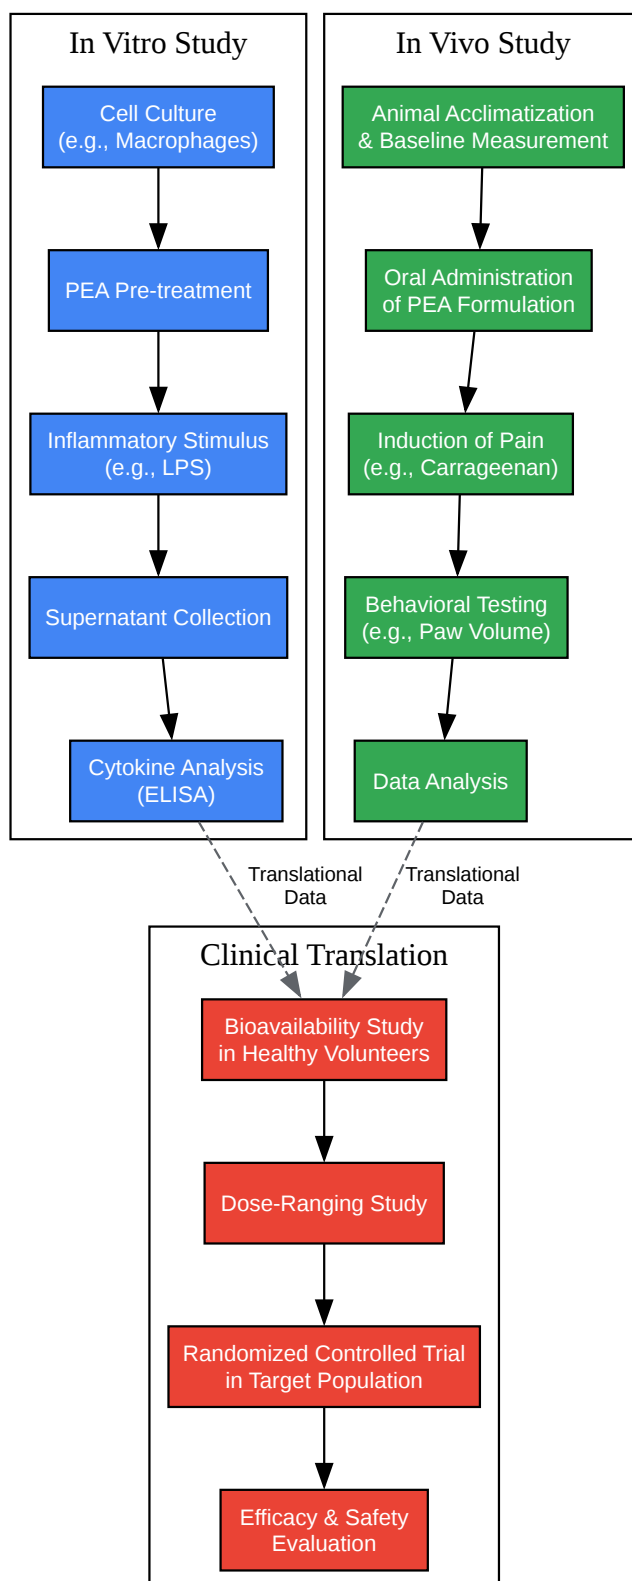 In Vitro Study
Cell Culture
(e.g., Macrophages)
PEA Pre-treatment
Inflammatory Stimulus
(e.g., LPS)
Supernatant Collection
Cytokine Analysis
(ELISA)
In Vivo Study
Animal Acclimatization
& Baseline Measurement
Oral Administration
of PEA Formulation
Induction of Pain
(e.g., Carrageenan)
Behavioral Testing
(e.g., Paw Volume)
Data Analysis
Translational
Data
Translational
Data
Clinical Translation
Bioavailability Study
in Healthy Volunteers
Dose-Ranging Study
Randomized Controlled Trial
in Target Population
Efficacy & Safety
Evaluation